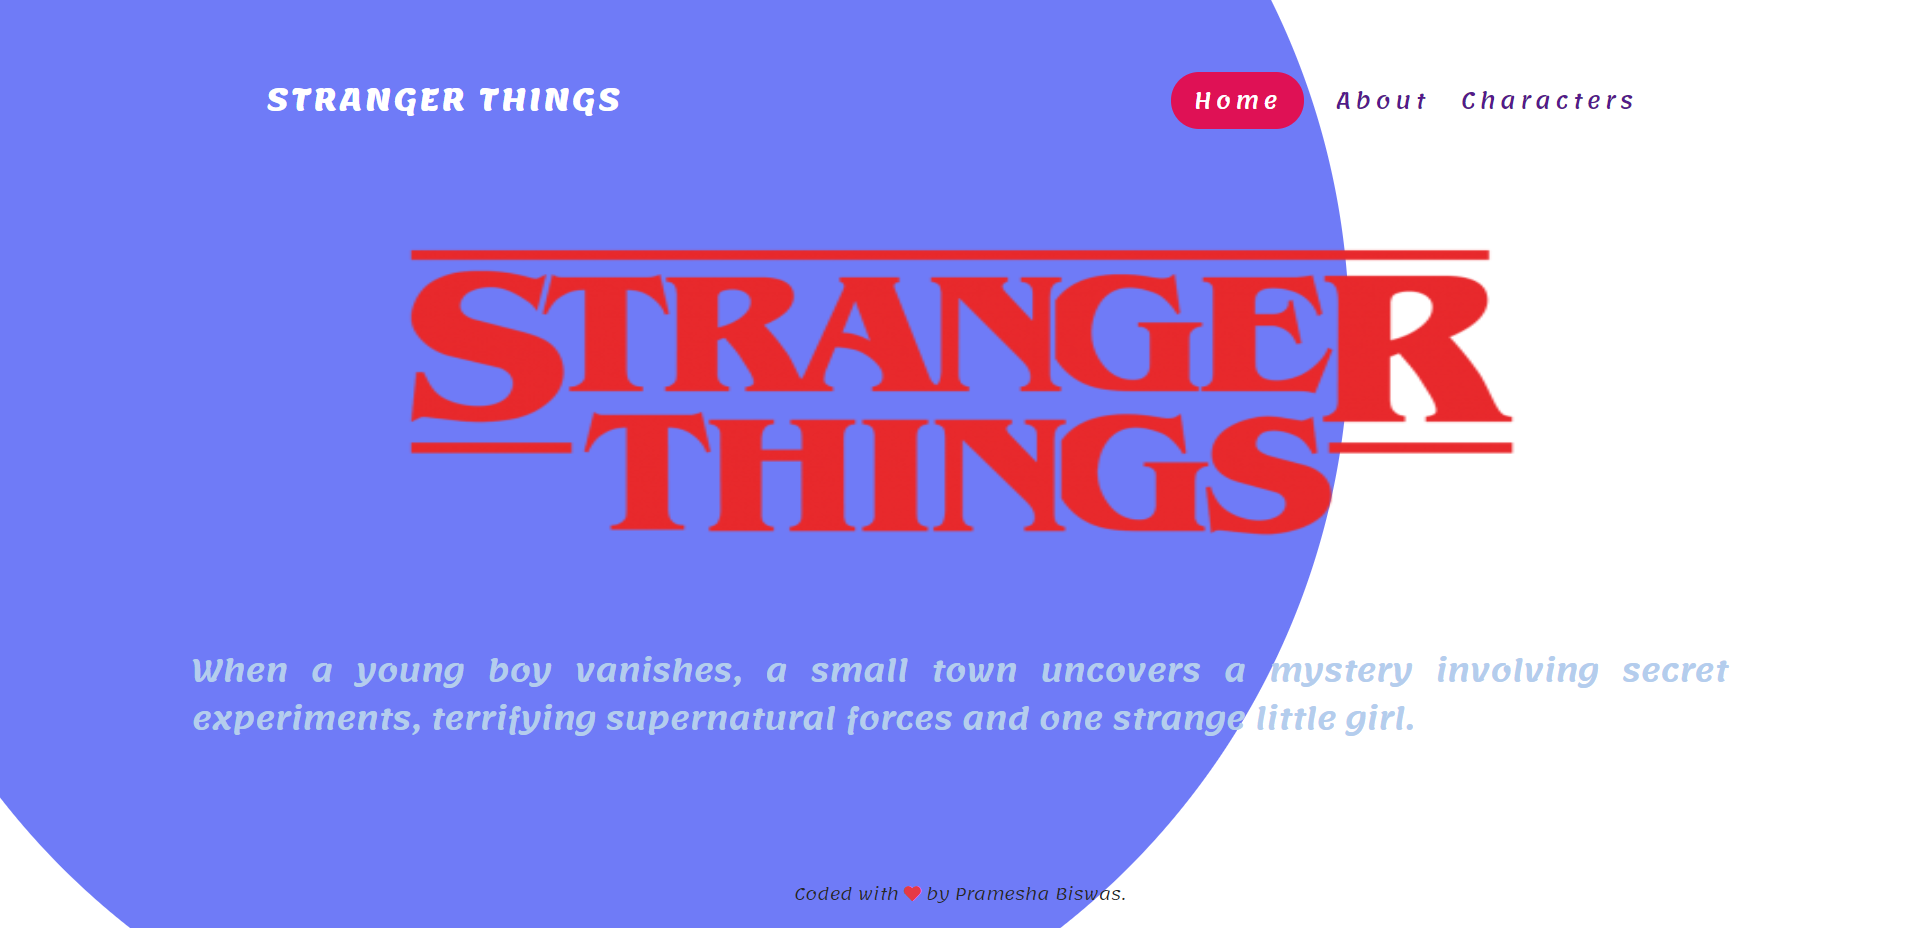 STRANGER THINGS
Home About Characters
STRANGER
THINGS
When a young boy vanishes, a small town uncovers a mystery involving secret
experiments, terrifying supernatural forces and one strange little girl.
Coded with ❤ by Pramesha Biswas.